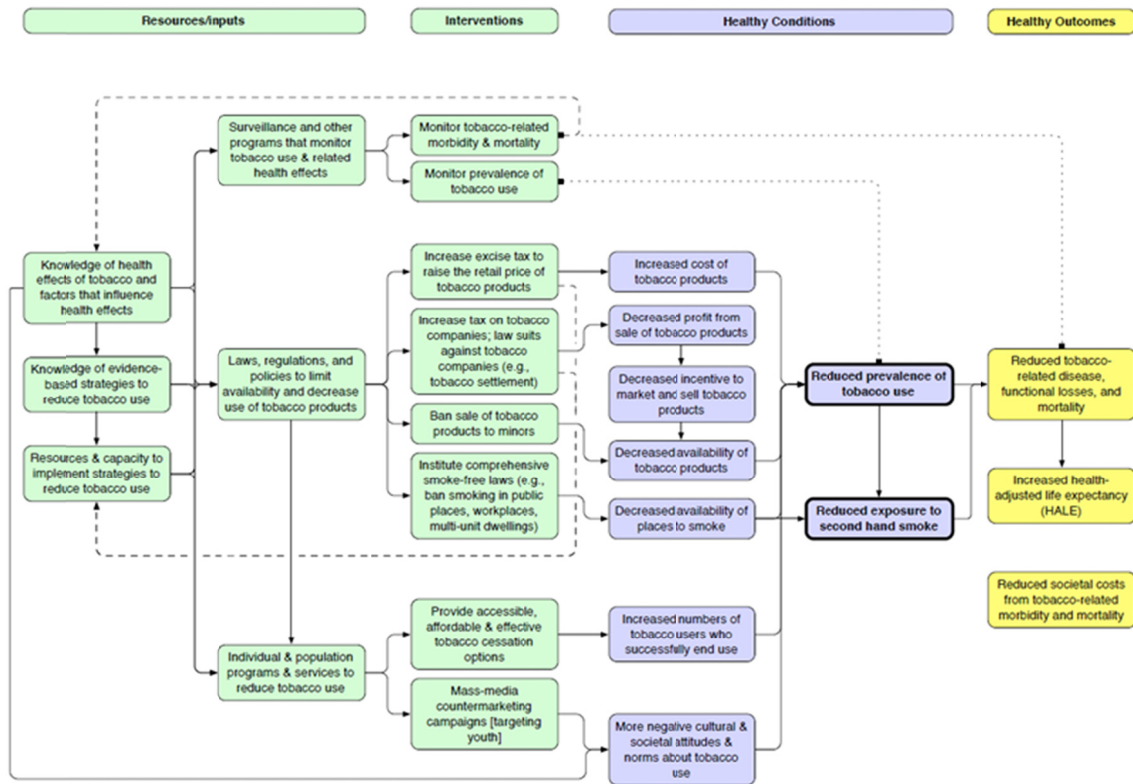 Resources/inputs
Interventions
Healthy Conditions
Healthy Outcomes
Surveillance and other
programs that monitor
tobacco use & related
health effects
Monitor tobacco-related
morbidity & mortality
Monitor prevalence of
tobacco use
Knowledge of health
effects of tobacco and
factors that influence
health effects
Knowledge of evidence-
based strategies to
reduce tobacco use
Resources & capacity to
implement strategies to
reduce tobacco use
Laws, regulations, and
policies to limit
availability and decrease
use of tobacco products
Increase excise tax to
raise the retail price of
tobacco products
Increase tax on tobacco
companies; law suits
against tobacco
companies (e.g.,
tobacco settlement)
Ban sale of tobacco
products to minors
Institute comprehensive
smoke-free laws (e.g.,
ban smoking in public
places, workplaces,
multi-unit dwellings)
Increased cost of
tobacco products
Decreased profit from
sale of tobacco products
Decreased incentive to
market and sell tobacco
products
Decreased availability of
tobacco products
Decreased availability of
places to smoke
Reduced prevalence of
tobacco use
Reduced exposure to
second hand smoke
Reduced tobacco-
related disease,
functional losses, and
mortality
Increased health-
adjusted life expectancy
(HALE)
Reduced societal costs
from tobacco-related
morbidity and mortality
Individual & population
programs & services to
reduce tobacco use
Provide accessible,
affordable & effective
tobacco cessation
options
Mass-media
countermarketing
campaigns [targeting
youth]
Increased numbers of
tobacco users who
successfully end use
More negative cultural &
societal attitudes &
norms about tobacco
use